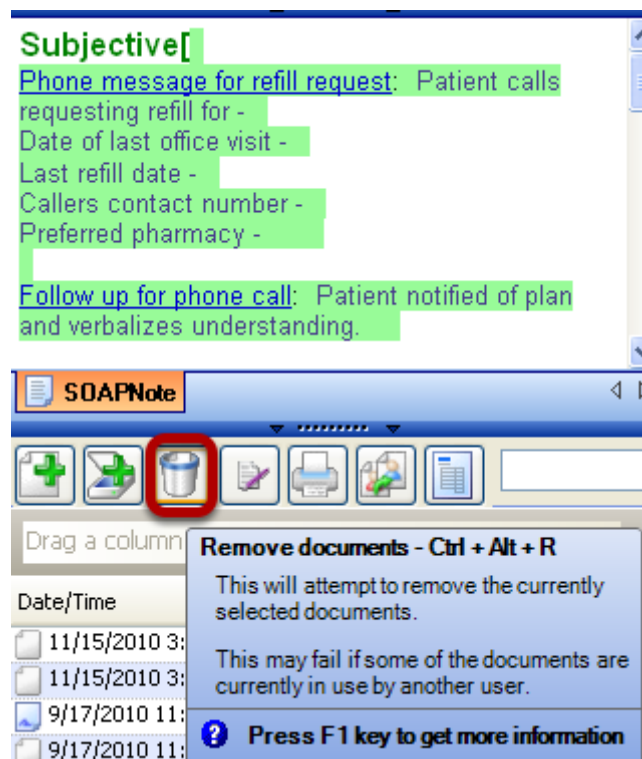 Subjective[
Phone message for refill request:  Patient calls
requesting refill for -
Date of last office visit -
Last refill date -
Callers contact number -
Preferred pharmacy -
Follow up for phone call:  Patient notified of plan
and verbalizes understanding.
SOAPNote
Drag a column
Remove documents - Ctrl + Alt + R
This will attempt to remove the currently
selected documents.
This may fail if some of the documents are
currently in use by another user.
Press F1 key to get more information
Date/Time
11/15/2010 3:
11/15/2010 3:
9/17/2010 11:
9/17/2010 11: